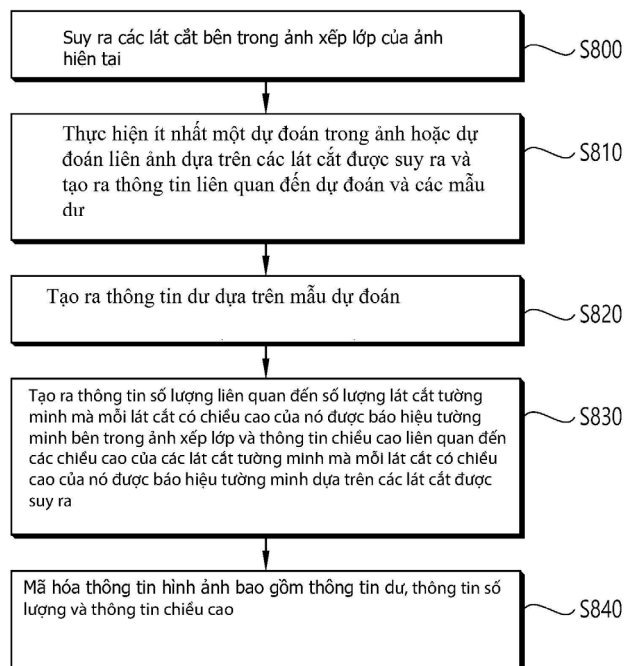 Suy ra các lát cắt bên trong ảnh xếp lớp của ảnh
hiên tai
S800
Thực hiện ít nhất một dự đoán trong ảnh hoặc dự
đoán liên ảnh dựa trên các lát cắt được suy ra và
tạo ra thông tin liên quan đến dự đoán và các mẫu
dư
S810
Tạo ra thông tin dư dựa trên mẫu dự đoán
S820
Tạo ra thông tin số lượng liên quan đến số lượng lát cắt tường
minh mà mỗi lát cắt có chiều cao của nó được báo hiệu tường
minh bên trong ảnh xếp lớp và thông tin chiều cao liên quan đến
các chiều cao của các lát cắt tường minh mà mỗi lát cắt có chiều
cao của nó được báo hiệu tường minh dựa trên các lát cắt được
suy ra
S830
Mã hóa thông tin hình ảnh bao gồm thông tin dư, thông tin số
lượng và thông tin chiều cao
S840